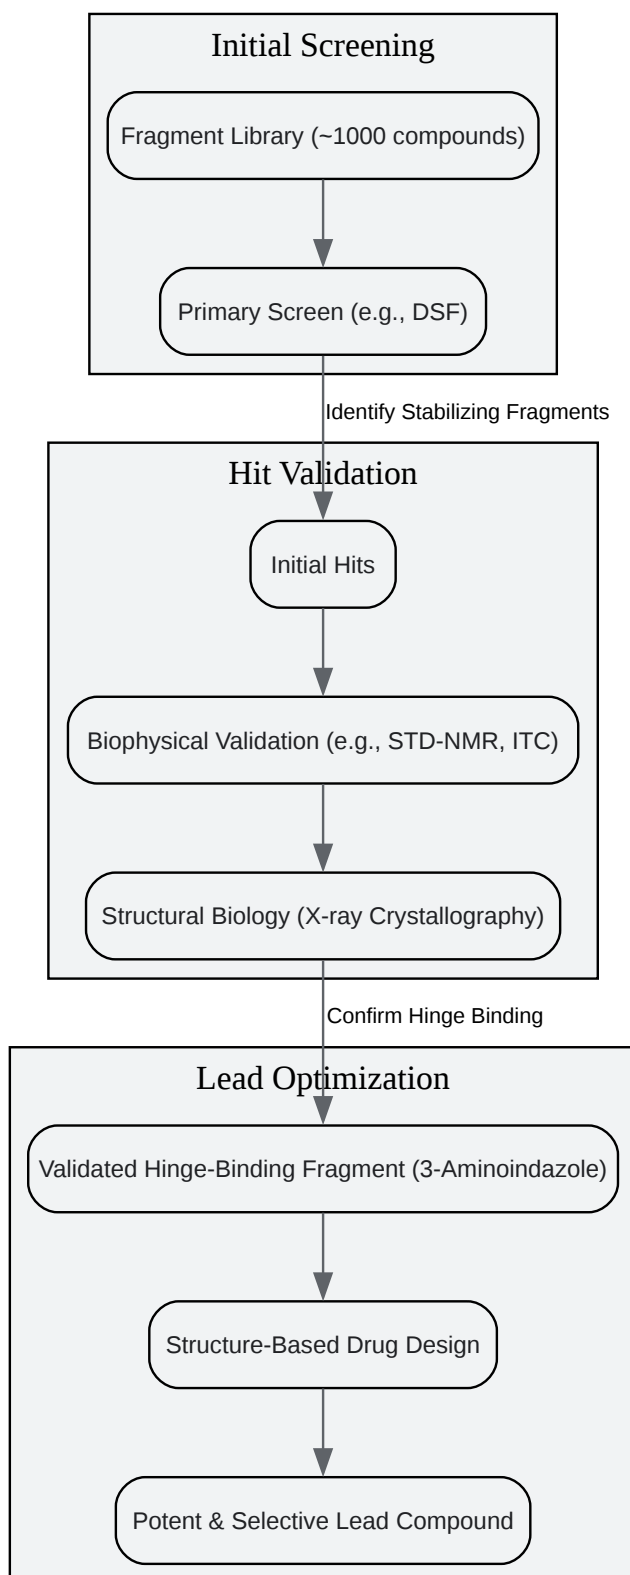 Initial Screening
Fragment Library (~1000 compounds)
Primary Screen (e.g., DSF)
Identify Stabilizing Fragments
Hit Validation
Initial Hits
Biophysical Validation (e.g., STD-NMR, ITC)
Structural Biology (X-ray Crystallography)
Confirm Hinge Binding
Lead Optimization
Validated Hinge-Binding Fragment (3-Aminoindazole)
Structure-Based Drug Design
Potent & Selective Lead Compound